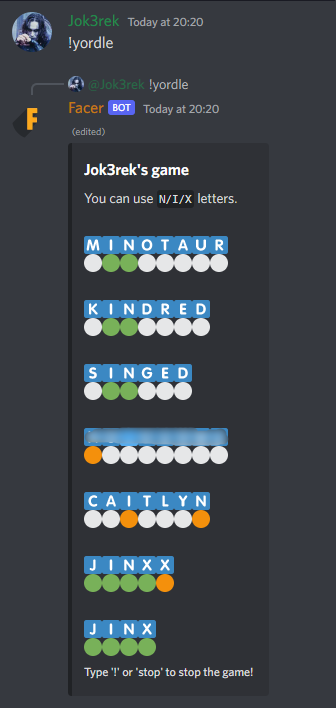 Jok3rek Today at 20:20
!yordle
@Jok3rek !yordle
F Facer BOT Today at 20:20
(edited)
Jok3rek's game
You can use N/I/X letters.
MINOTAUR
KINDRED
SINGED
CAITLYN
JINXX
JINX
Type '!' or 'stop' to stop the game!